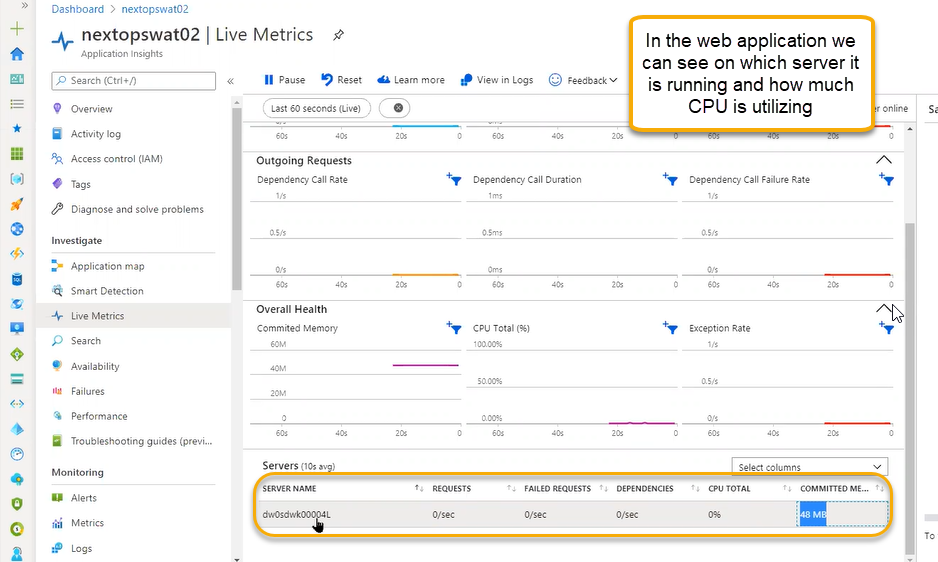 Dashboard > nextopswat02
nextopswat02 | Live Metrics
Application Insights
In the web application we
can see on which server it
is running and how much
CPU is utilizing
Search (Ctrl+/)
«
Overview
Activity log
Access control (IAM)
Tags
Diagnose and solve problems
Investigate
Application map
Smart Detection
Live Metrics
Search
Availability
Failures
Performance
Troubleshooting guides (previ...
Monitoring
Alerts
Metrics
Logs
Pause Reset Learn more View in Logs Feedback
Last 60 seconds (Live)
online
60s 40s 20s 0 60s 40s 20s 0 60s 40s 20s 0
Outgoing Requests
Dependency Call Rate Dependency Call Duration Dependency Call Failure Rate
1/s 1ms 1/s
0.5/s 0.5ms 0.5/s
0/s 0ms 0/s
60s 40s 20s 0 60s 40s 20s 0 60s 40s 20s 0
Overall Health
Commited Memory CPU Total (%) Exception Rate
60M 100.00% 1/s
40M 50.00% 0.5/s
20M
0 0.00% 0/s
60s 40s 20s 0 60s 40s 20s 0 60s 40s 20s 0
Servers (10s avg)
Select columns
SERVER NAME REQUESTS FAILED REQUESTS DEPENDENCIES CPU TOTAL COMMITTED ME...
dw0sdwk00004L 0/sec 0/sec 0/sec 0% 48 MB
To